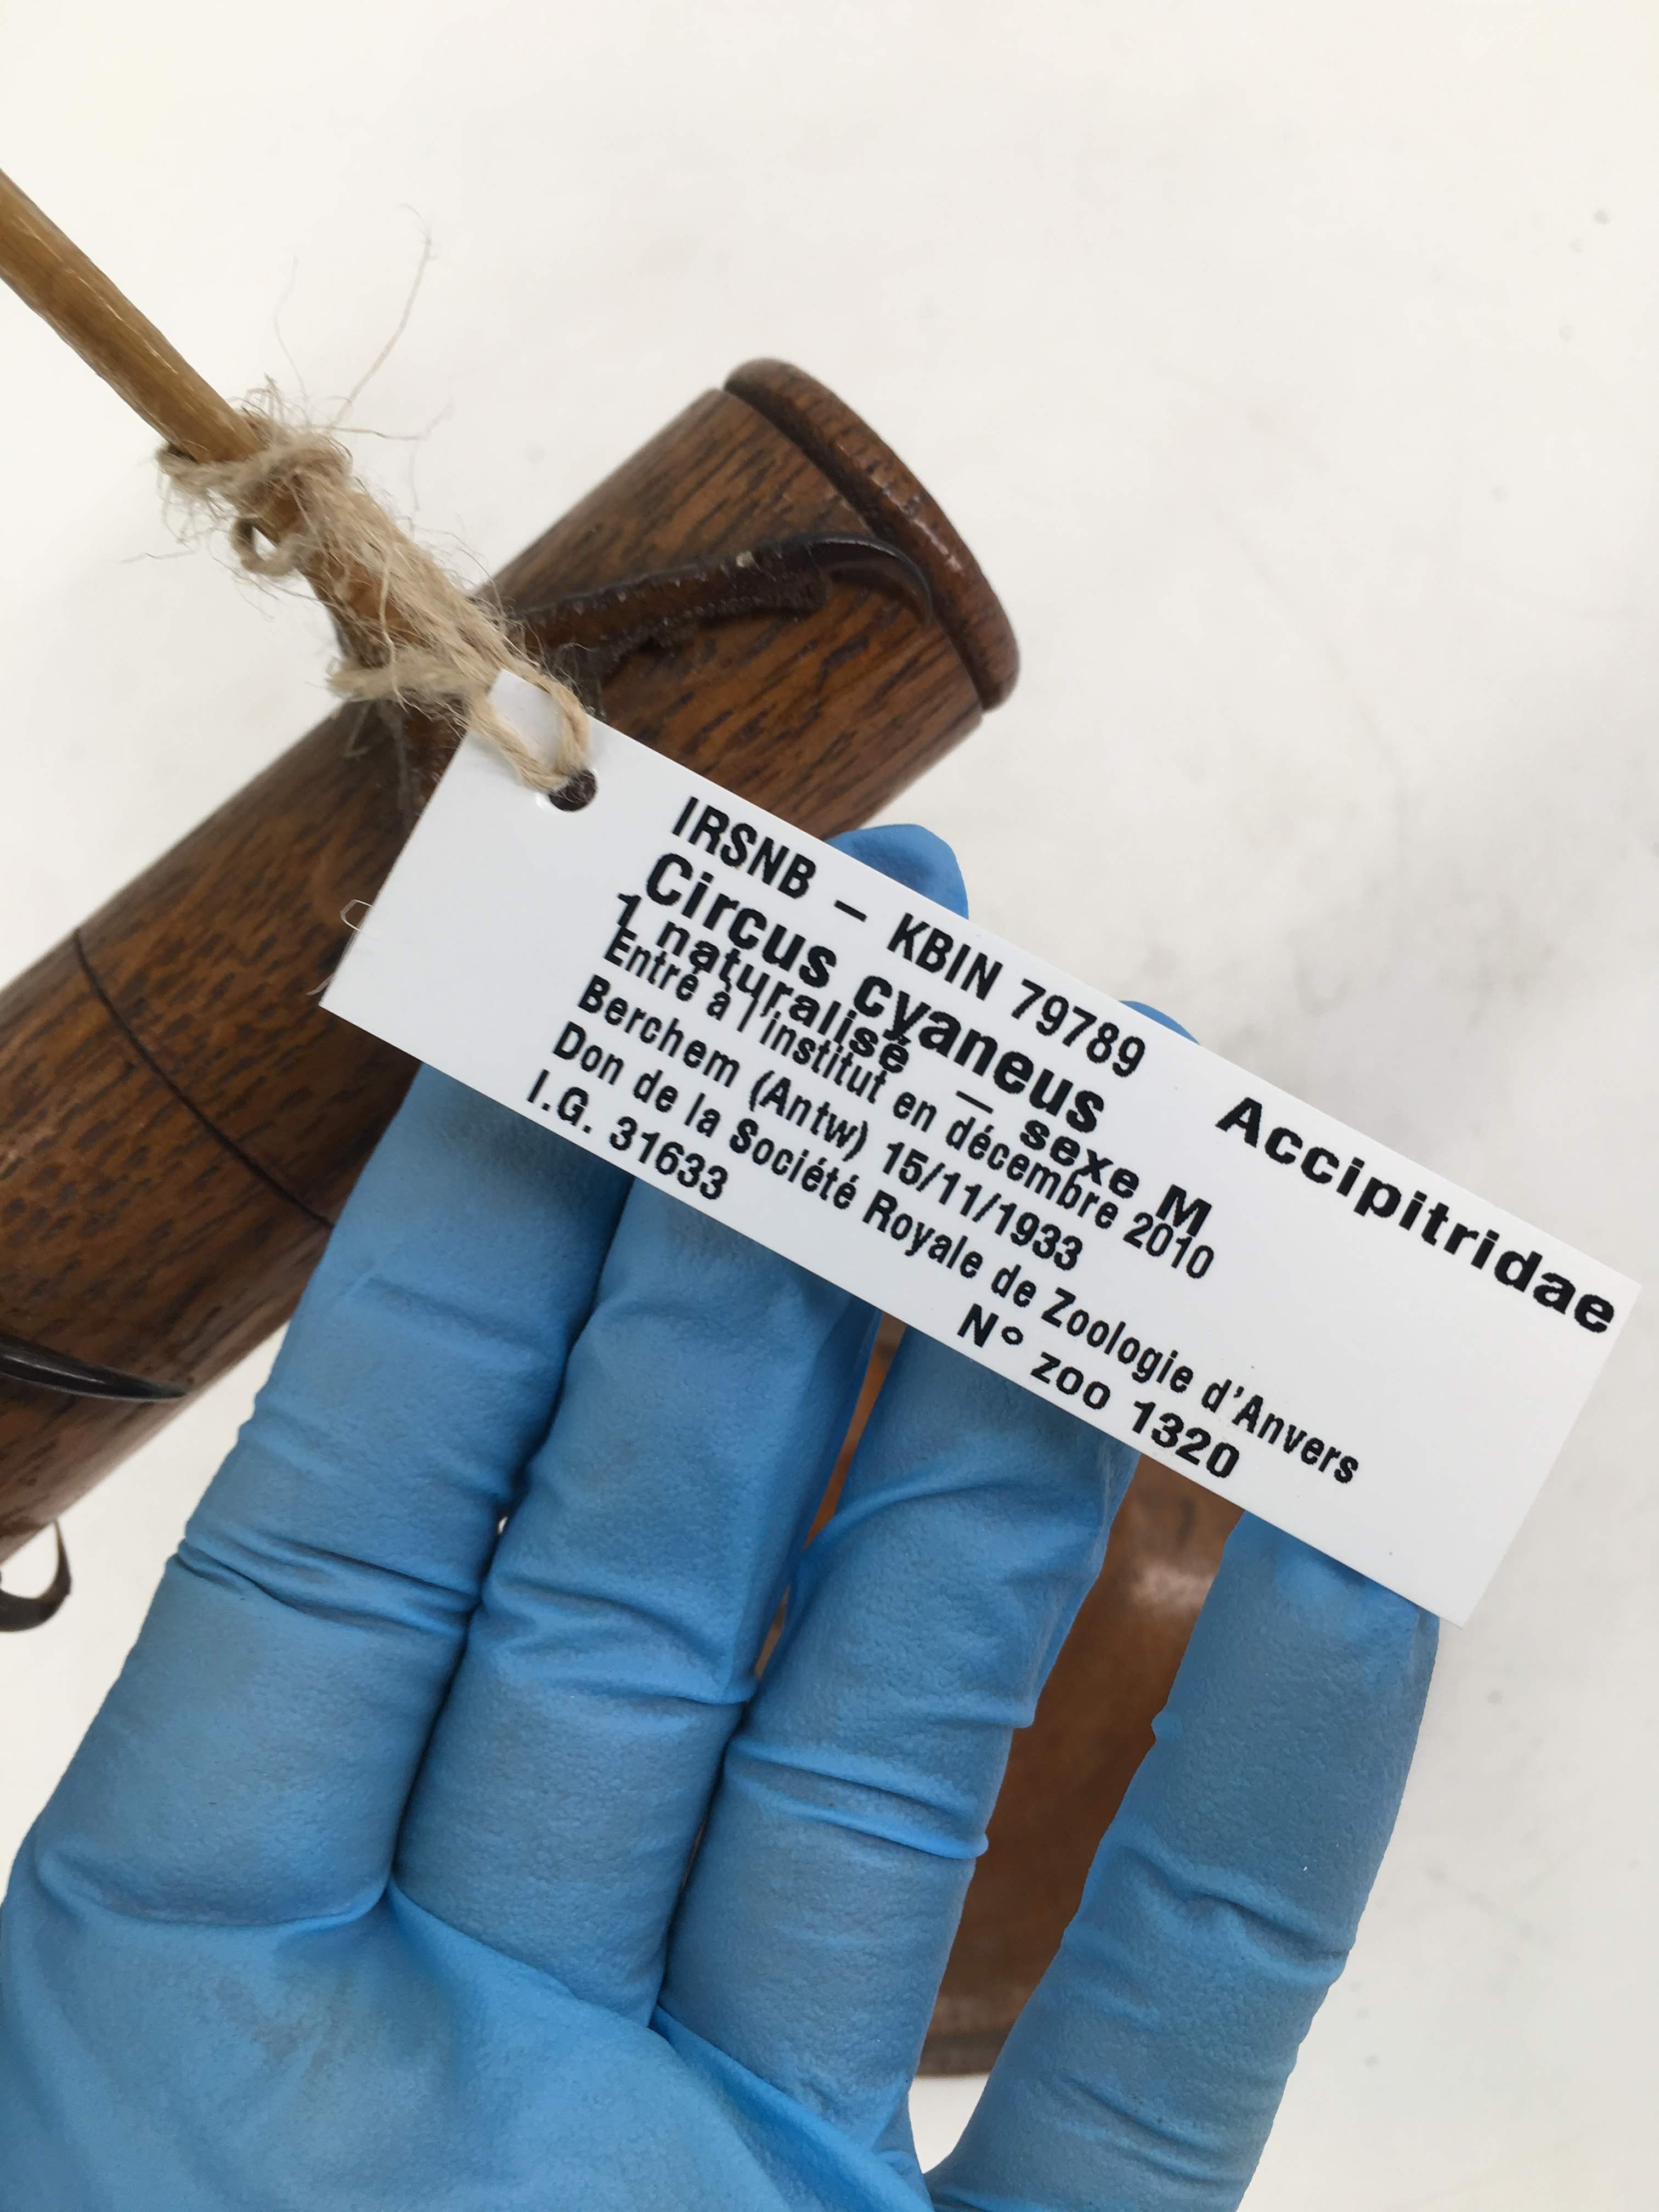 IRSNB – KBIN 79789
Circus cyaneus Accipitridae
1 naturalisé – sexe M
Entré à l'institut en décembre 2010
Berchem (Antw) 15/11/1933
Don de la Société Royale de Zoologie d'Anvers
I.G. 31633 N° zoo 1320